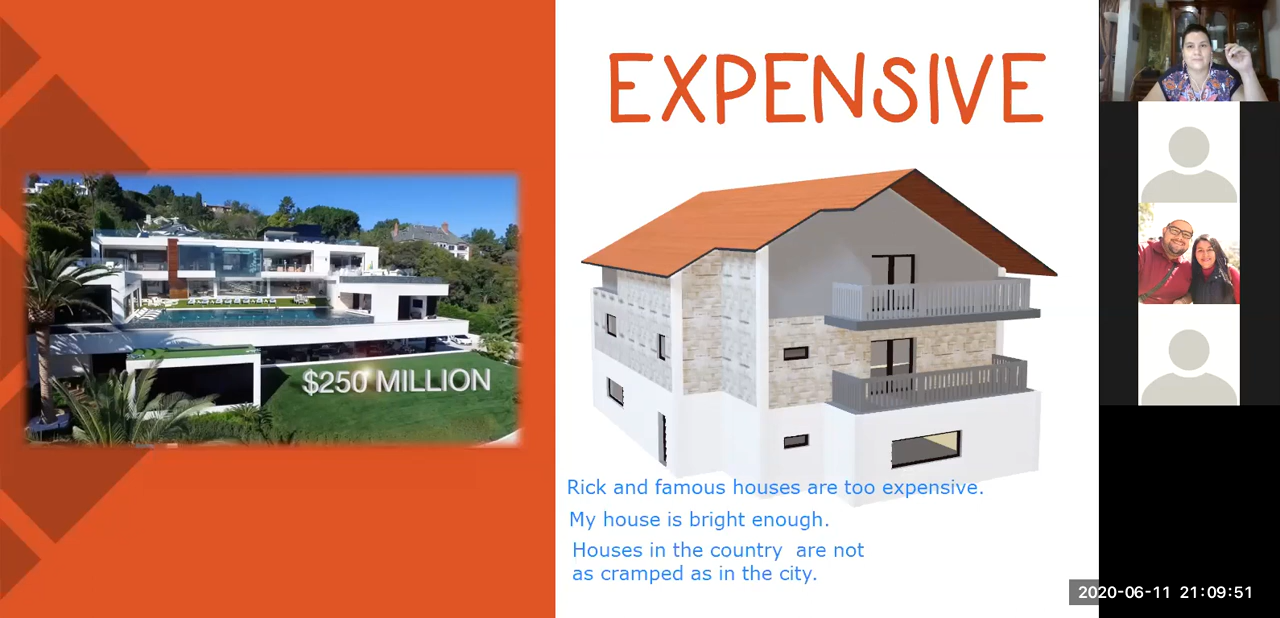 EXPENSIVE
$250 MILLION
Rick and famous houses are too expensive.
My house is bright enough.
Houses in the country are not
as cramped as in the city.
2020-06-11 21:09:51